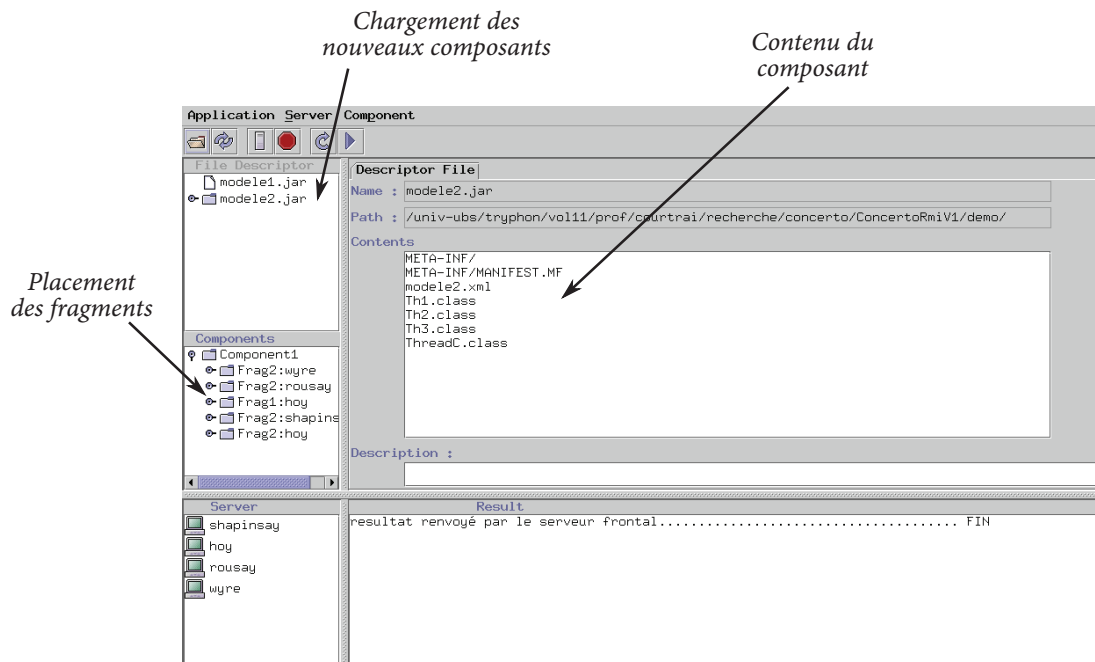 Chargement des
nouveaux composants
Contenu du
composant
Application Server Component
File Descriptor
modele1.jar
modele2.jar
Descriptor File
Name : modele2.jar
Path : /univ-ubs/tryphon/vol11/prof/courtrai/recherche/concerto/ConcertoRmiV1/demo/
Contents
META-INF/
META-INF/MANIFEST.MF
modele2.xml
Th1.class
Th2.class
Th3.class
ThreadC.class
Placement
des fragments
Components
Component1
Frag2:wyre
Frag2:rousay
Frag1:hoy
Frag2:shapins
Frag2:hoy
Description :
Server
shapinsay
hoy
rousay
wyre
Result
resultat renvoyé par le serveur frontal..................................... FIN